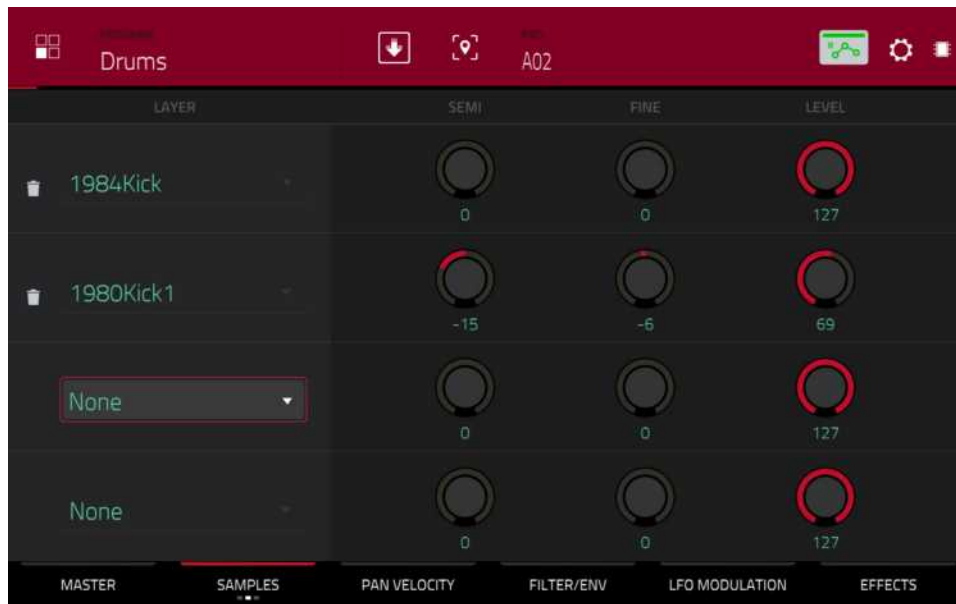 Drums
A02
LAYER SEMI FINE LEVEL
1984Kick 0 0 127
1980Kick1 -15 -6 69
None 0 0 127
None 0 0 127
MASTER SAMPLES PAN VELOCITY FILTER/ENV LFO MODULATION EFFECTS